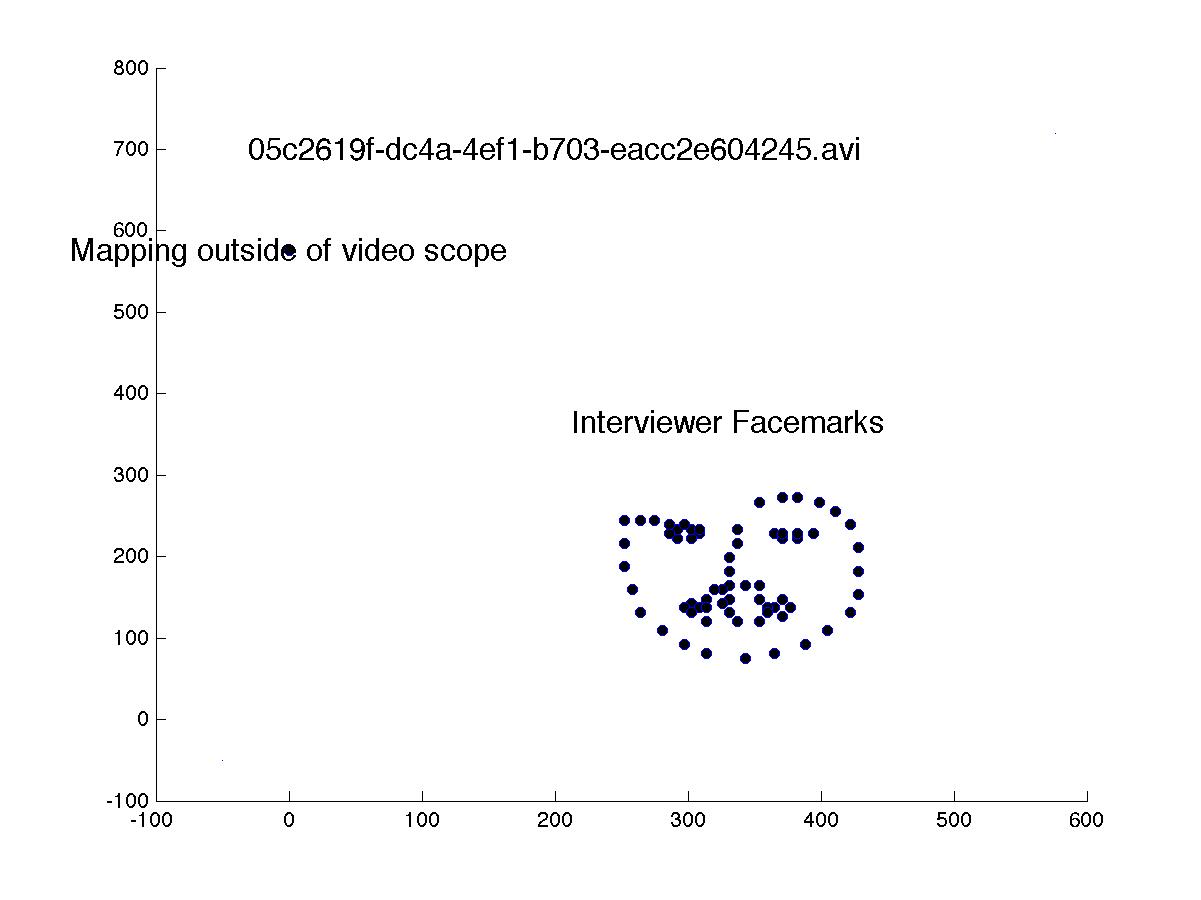 800
05c2619f-dc4a-4ef1-b703-eacc2e604245.avi
700
600
Mapping outside of video scope
500
400
Interviewer Facemarks
300
200
100
0
-100
-100 0 100 200 300 400 500 600